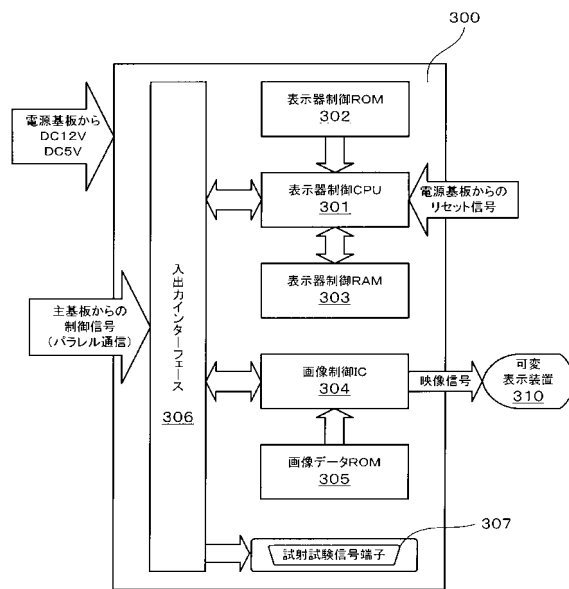 300
電源基板から
DC12V
DC5V
表示器制御ROM
302
表示器制御CPU
301
電源基板からの
リセット信号
表示器制御RAM
303
主基板からの
制御信号
(パラレル通信)
入出力インターフェース
306
画像制御IC
304
映像信号
可変
表示装置
310
画像データROM
305
307
試射試験信号端子